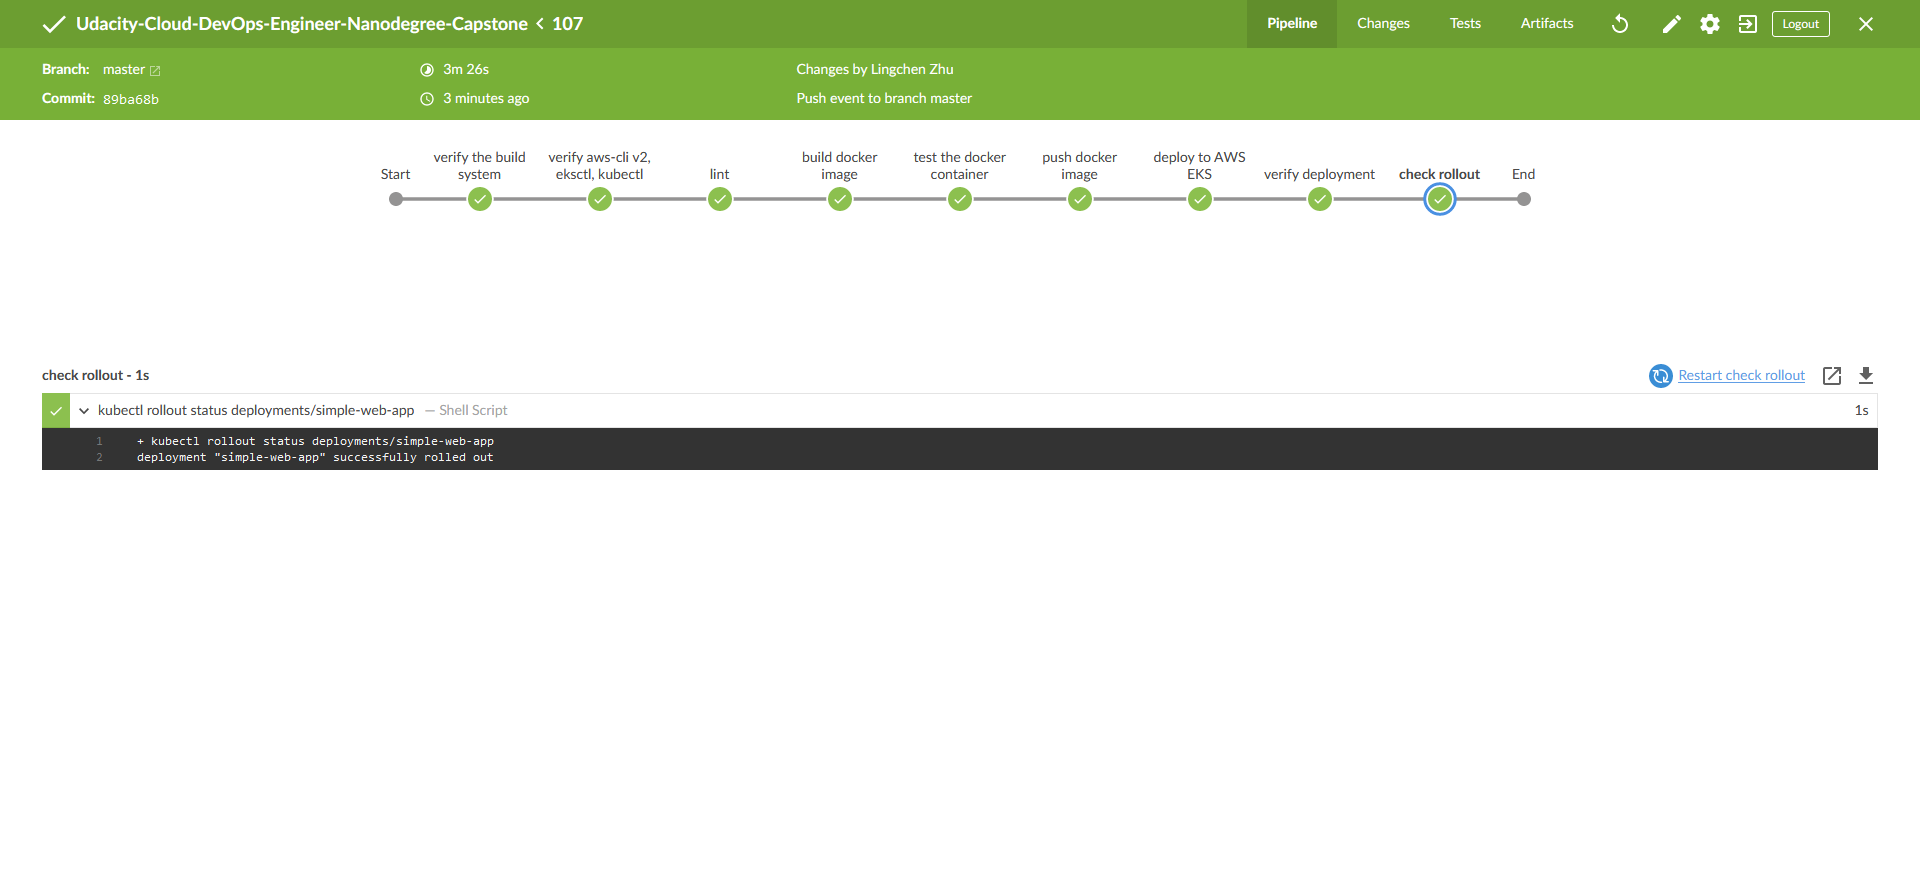 Udacity-Cloud-DevOps-Engineer-Nanodegree-Capstone < 107
Pipeline
Changes
Tests
Artifacts
Logout
Branch: master
3m 26s
Changes by Lingchen Zhu
Commit: 89ba68b
3 minutes ago
Push event to branch master
Start
verify the build
system
verify aws-cli v2,
eksctl, kubectl
lint
build docker
image
test the docker
container
push docker
image
deploy to AWS
EKS
verify deployment
check rollout
End
check rollout - 1s
Restart check rollout
kubectl rollout status deployments/simple-web-app — Shell Script
1s
1 + kubectl rollout status deployments/simple-web-app
2 deployment "simple-web-app" successfully rolled out